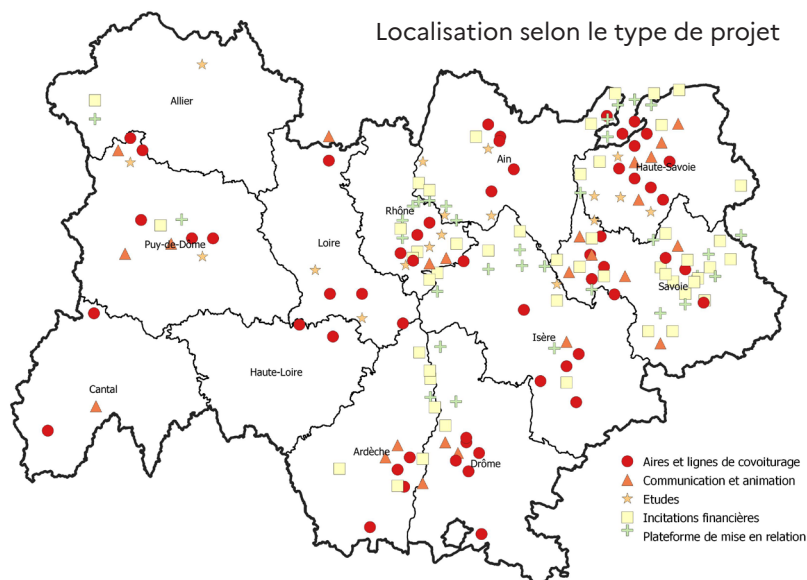 Localisation selon le type de projet
Allier
Ain
Haute-Savoie
Rhône
Loire
Puy-de-Dôme
Savoie
Isère
Haute-Loire
Cantal
Ardèche
Drôme
Aires et lignes de covoiturage
Communication et animation
Etudes
Incitations financières
Plateforme de mise en relation